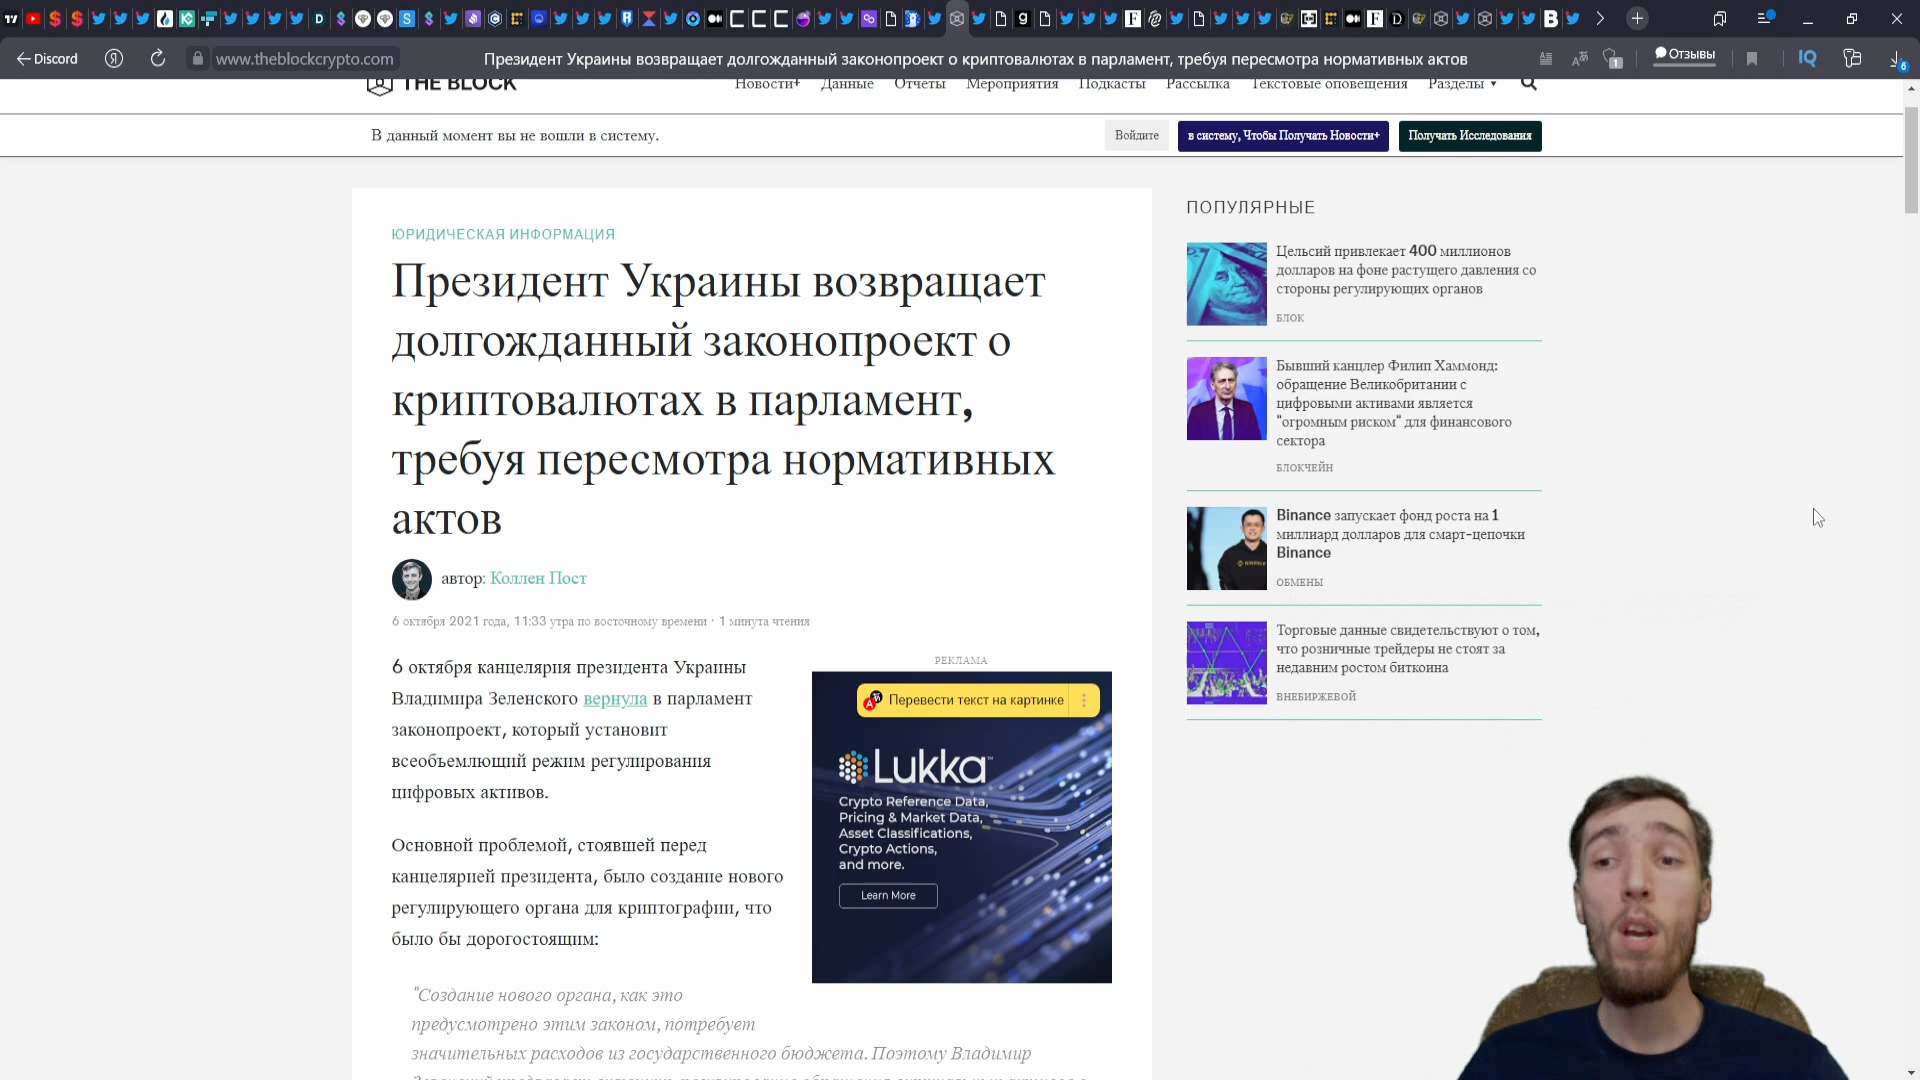 Discord
www.theblockcrypto.com
Президент Украины возвращает долгожданный законопроект о криптовалютах в парламент, требуя пересмотра нормативных актов
Отзывы
THE BLOCK
Новости+
Данные
Отчеты
Мероприятия
Подкасты
Рассылка
Текстовые оповещения
Разделы
В данный момент вы не вошли в систему.
Войдите
в систему, Чтобы Получать Новости+
Получать Исследования
ЮРИДИЧЕСКАЯ ИНФОРМАЦИЯ
Президент Украины возвращает
долгожданный законопроект о
криптовалютах в парламент,
требуя пересмотра нормативных
актов
автор: Коллен Пост
6 октября 2021 года, 11:33 утра по восточному времени · 1 минута чтения
6 октября канцелярия президента Украины
Владимира Зеленского вернула в парламент
законопроект, который установит
всеобъемлющий режим регулирования
цифровых активов.
Основной проблемой, стоявшей перед
канцелярией президента, было создание нового
регулирующего органа для криптографии, что
было бы дорогостоящим:
"Создание нового органа, как это
предусмотрено этим законом, потребует
значительных расходов из государственного бюджета. Поэтому Владимир
РЕКЛАМА
Перевести текст на картинке
Lukka™
Crypto Reference Data,
Pricing & Market Data,
Asset Classifications,
Crypto Actions,
and more.
Learn More
ПОПУЛЯРНЫЕ
Цельсий привлекает 400 миллионов
долларов на фоне растущего давления со
стороны регулирующих органов
БЛОК
Бывший канцлер Филип Хаммонд:
обращение Великобритании с
цифровыми активами является
"огромным риском" для финансового
сектора
БЛОКЧЕЙН
Binance запускает фонд роста на 1
миллиард долларов для смарт-цепочки
Binance
ОБМЕНЫ
Торговые данные свидетельствуют о том,
что розничные трейдеры не стоят за
недавним ростом биткоина
ВНЕБИРЖЕВОЙ